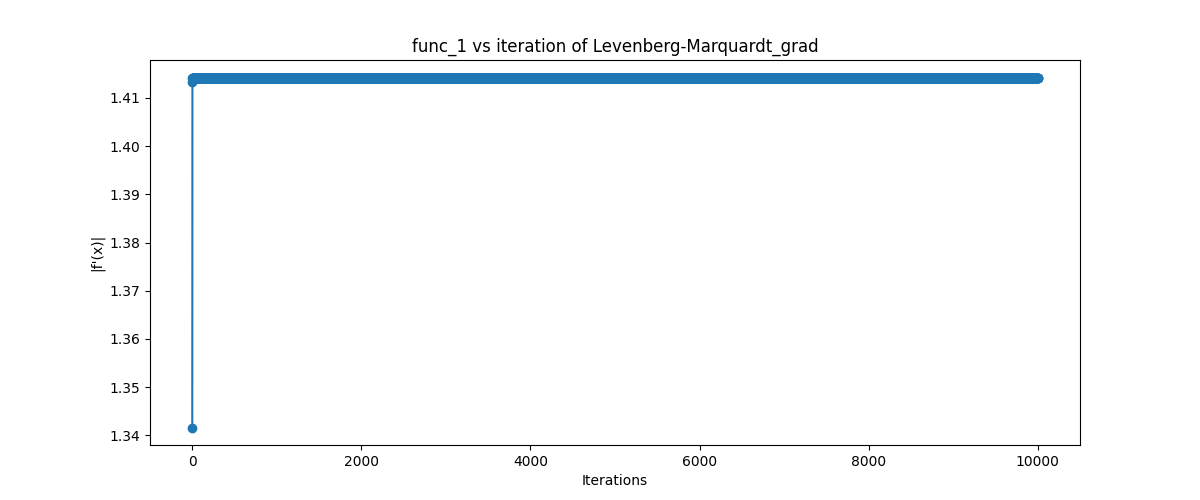 func_1 vs iteration of Levenberg-Marquardt_grad
|f'(x)|
1.41
1.40
1.39
1.38
1.37
1.36
1.35
1.34
0 2000 4000 6000 8000 10000
Iterations